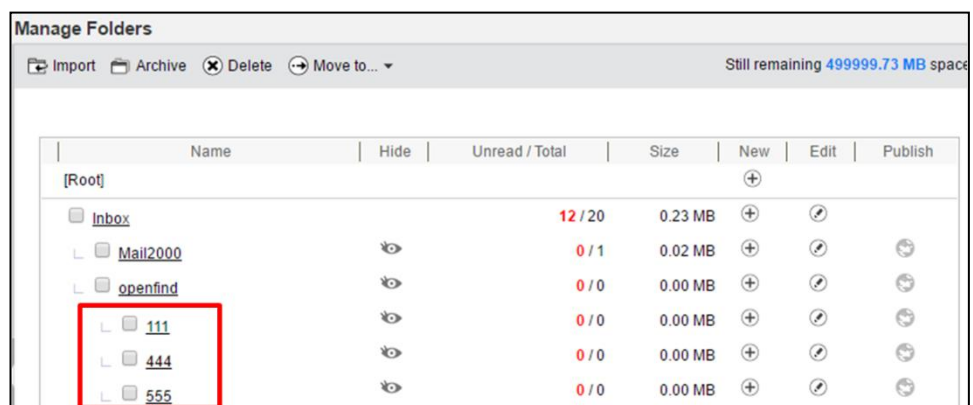 Manage Folders
Import Archive Delete Move to... Still remaining 499999.73 MB space
Name Hide Unread / Total Size New Edit Publish
[Root]
Inbox 12 / 20 0.23 MB
Mail2000 0 / 1 0.02 MB
openfind 0 / 0 0.00 MB
111 0 / 0 0.00 MB
444 0 / 0 0.00 MB
555 0 / 0 0.00 MB